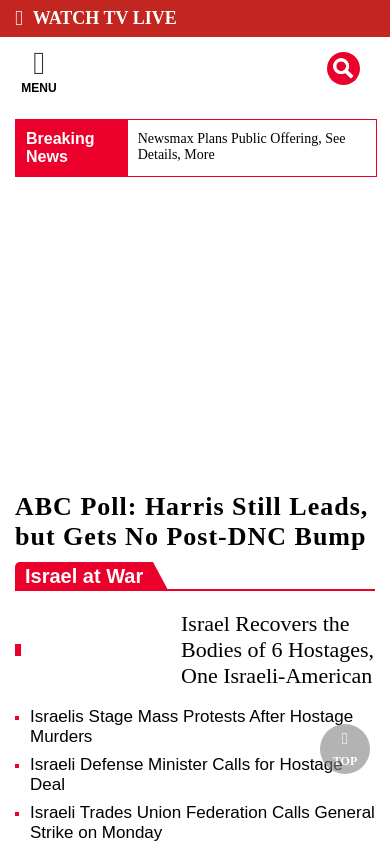 WATCH TV LIVE
MENU
Breaking
News
Newsmax Plans Public Offering, See
Details, More
ABC Poll: Harris Still Leads,
but Gets No Post-DNC Bump
Israel at War
Israel Recovers the
Bodies of 6 Hostages,
One Israeli-American
Israelis Stage Mass Protests After Hostage
Murders
Israeli Defense Minister Calls for Hostage
Deal
TOP
Israeli Trades Union Federation Calls General
Strike on Monday